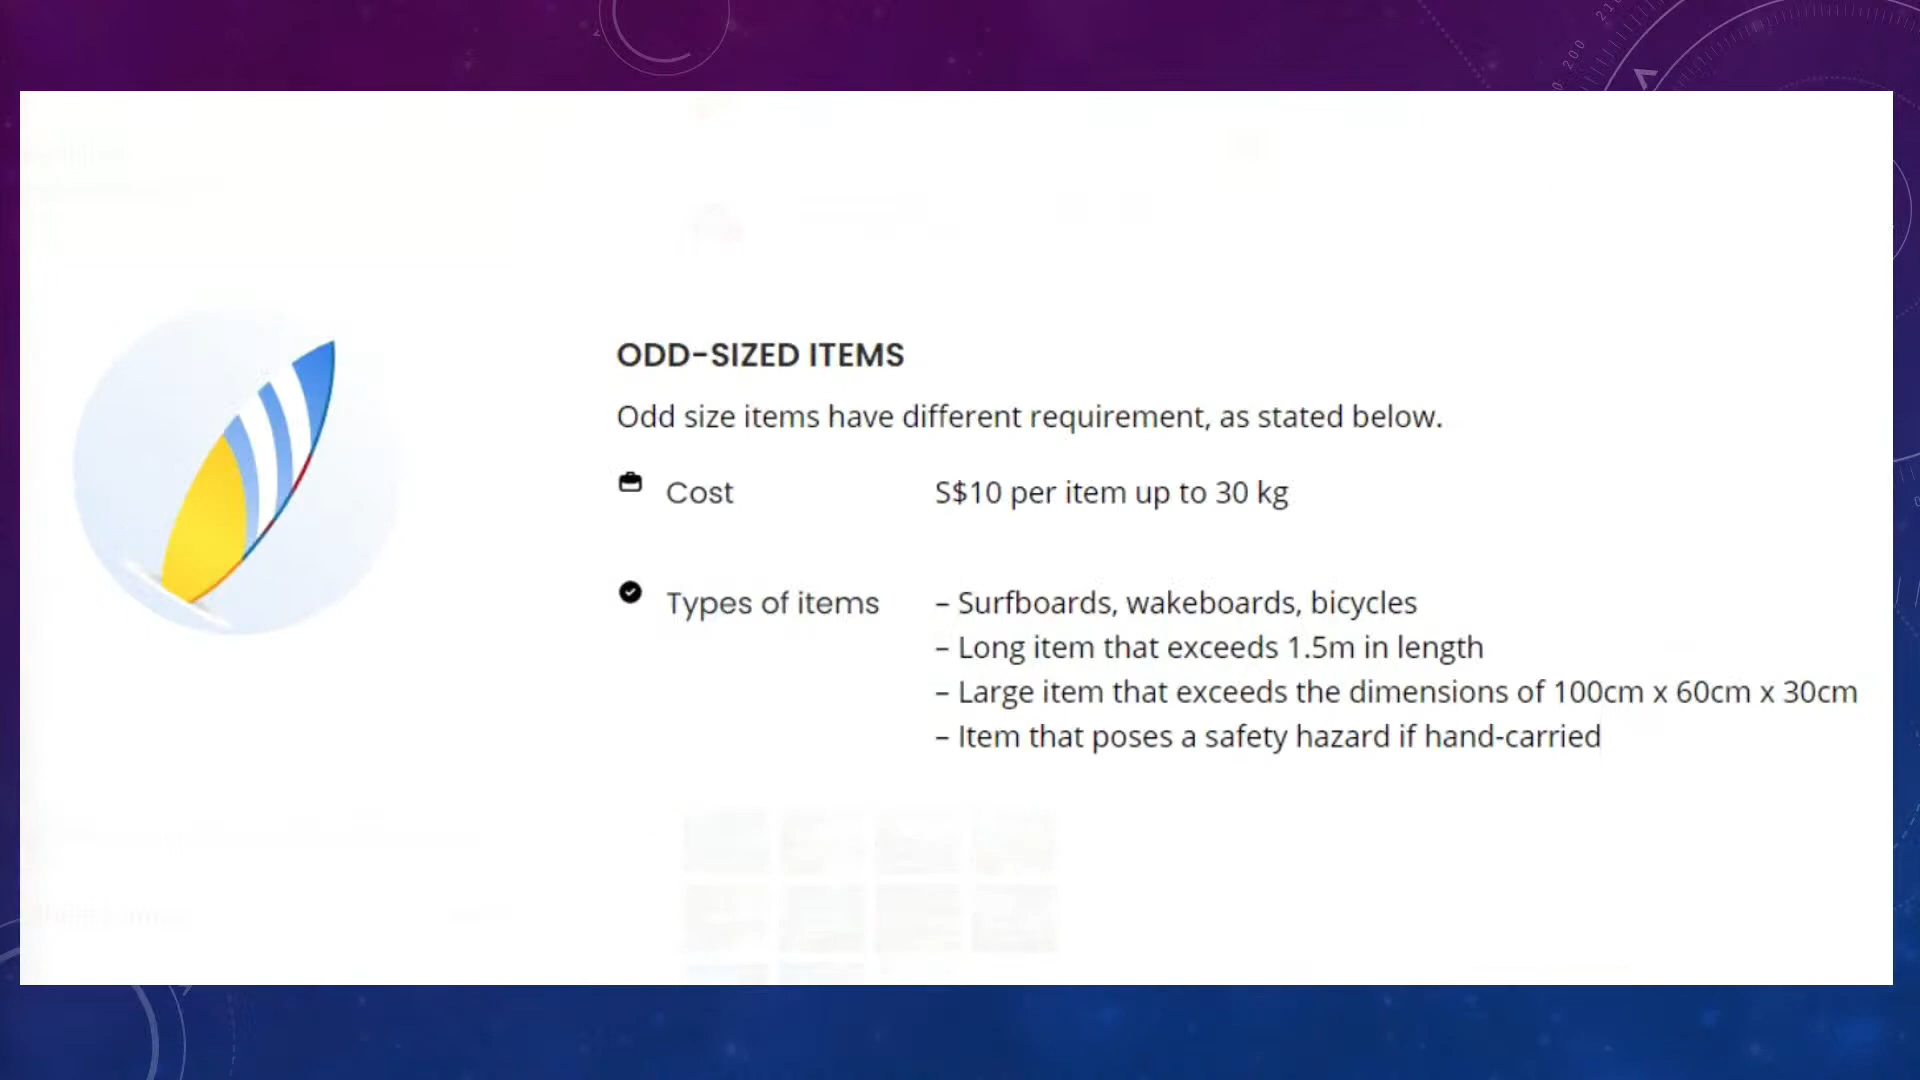 ODD-SIZED ITEMS
Odd size items have different requirement, as stated below.
Cost S$10 per item up to 30 kg
Types of items – Surfboards, wakeboards, bicycles
– Long item that exceeds 1.5m in length
– Large item that exceeds the dimensions of 100cm x 60cm x 30cm
– Item that poses a safety hazard if hand-carried
210
200